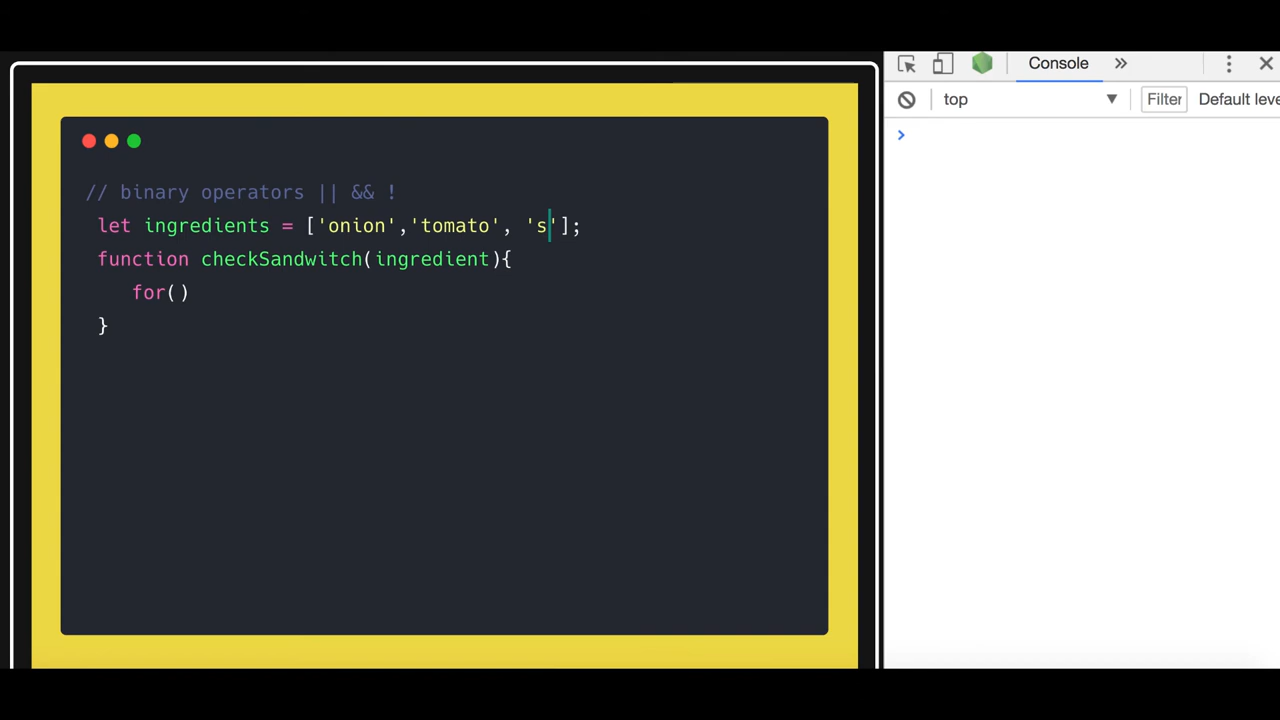 Console »
top ▼ Filter Default leve
// binary operators || && !
let ingredients = ['onion','tomato', 's'];
function checkSandwitch(ingredient){
for()
}